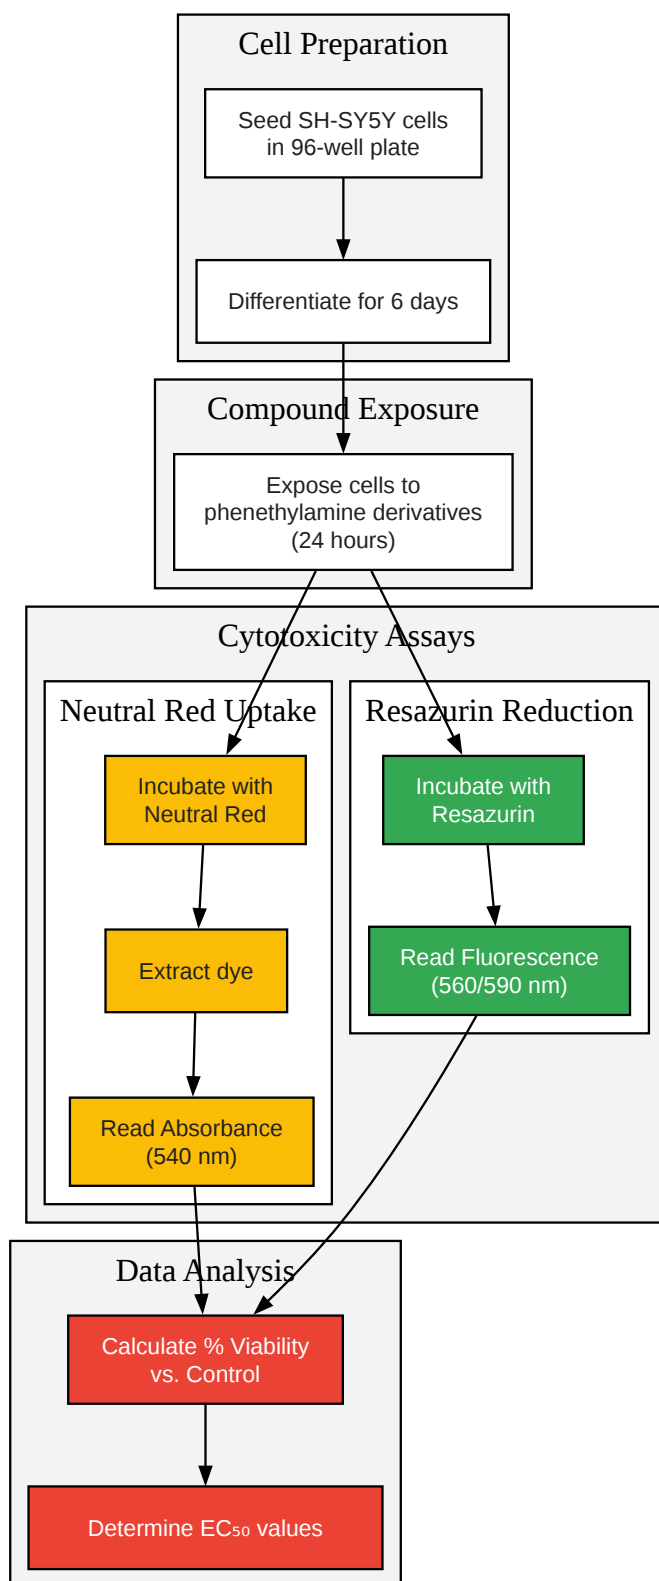 Cell Preparation
Seed SH-SY5Y cells
in 96-well plate
Differentiate for 6 days
Compound Exposure
Expose cells to
phenethylamine derivatives
(24 hours)
Cytotoxicity Assays
Neutral Red Uptake
Incubate with
Neutral Red
Extract dye
Read Absorbance
(540 nm)
Resazurin Reduction
Incubate with
Resazurin
Read Fluorescence
(560/590 nm)
Data Analysis
Calculate % Viability
vs. Control
Determine EC₅₀ values